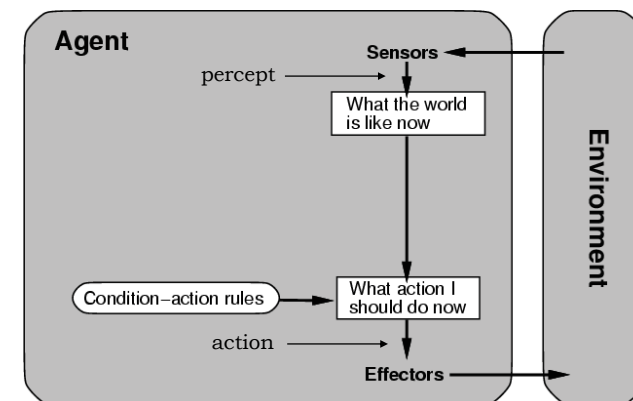 Agent
Sensors
percept
What the world
is like now
Environment
Condition–action rules
What action I
should do now
action
Effectors